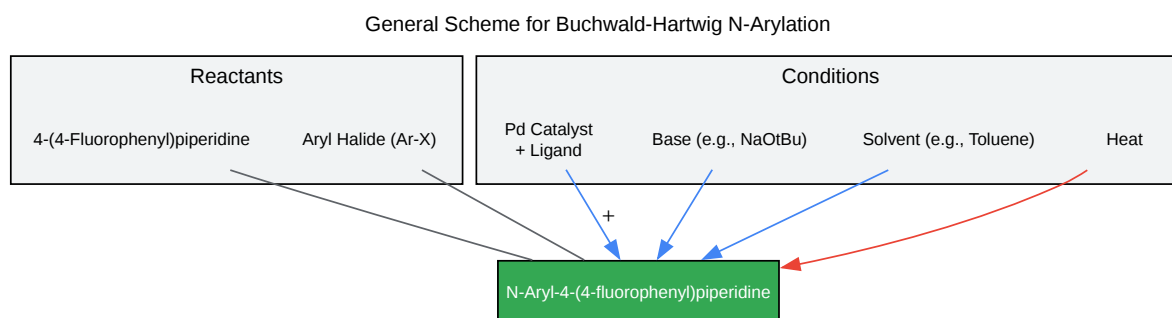 General Scheme for Buchwald-Hartwig N-Arylation
Reactants
Conditions
4-(4-Fluorophenyl)piperidine
Aryl Halide (Ar-X)
Pd Catalyst
+ Ligand
Base (e.g., NaOtBu)
Solvent (e.g., Toluene)
Heat
+
N-Aryl-4-(4-fluorophenyl)piperidine